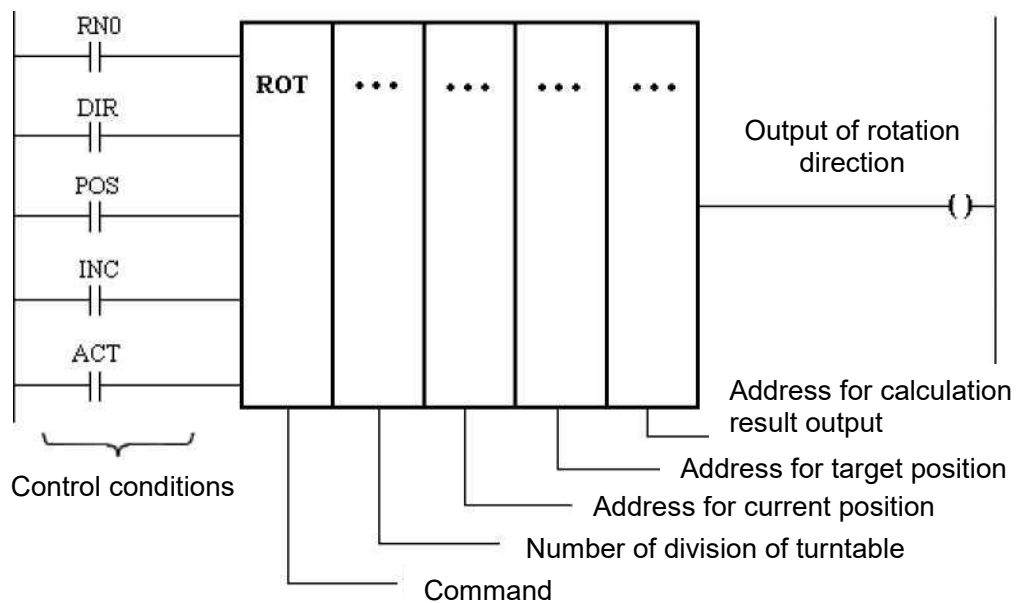 RN0
ROT ••• ••• ••• •••
DIR
Output of rotation
direction
POS
( )
INC
ACT
Address for calculation
result output
Address for target position
Control conditions
Address for current position
Number of division of turntable
Command